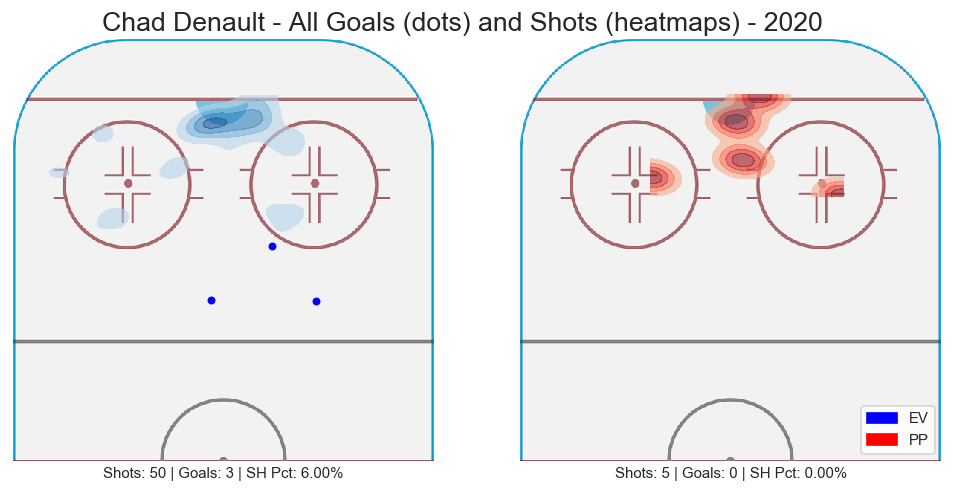 Chad Denault - All Goals (dots) and Shots (heatmaps) - 2020
EV
PP
Shots: 50 | Goals: 3 | SH Pct: 6.00%
Shots: 5 | Goals: 0 | SH Pct: 0.00%